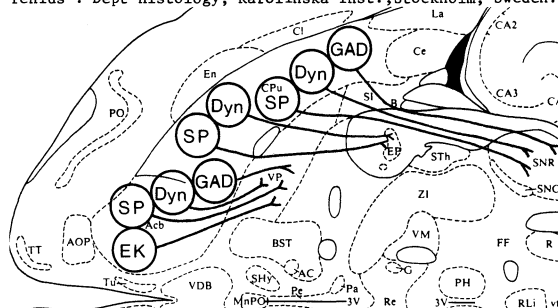 renius . Dept Histology, Karolinska Inst.,Stockholm, Sweden.
La
CA2
Cl
GAD
Ce
En
Dyn
CPu
SP
CA3
PO
Dyn
SI
B
SP
EP
STh
SNR
GAD
Dyn
VP
SNC
SP
ZI
Acb
EK
VM
TT
AOP
BST
FF
R
AC
G
Tu
VDB
SHy
Pe
Pa
PH
MnPO
3V
Re
3V
RLi